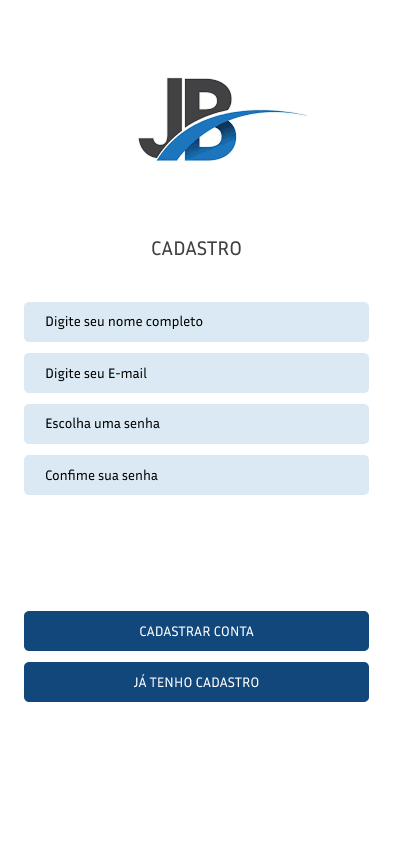 JB
CADASTRO
Digite seu nome completo
Digite seu E-mail
Escolha uma senha
Confime sua senha
CADASTRAR CONTA
JÁ TENHO CADASTRO